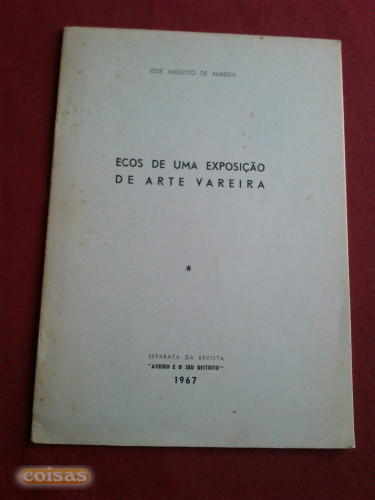 JOSÉ AUGUSTO DE ALMEIDA
ECOS DE UMA EXPOSIÇÃO
DE ARTE VAREIRA
*
SEPARATA DA REVISTA
"AVEIRO E O SEU DISTRITO"
1967
coisas